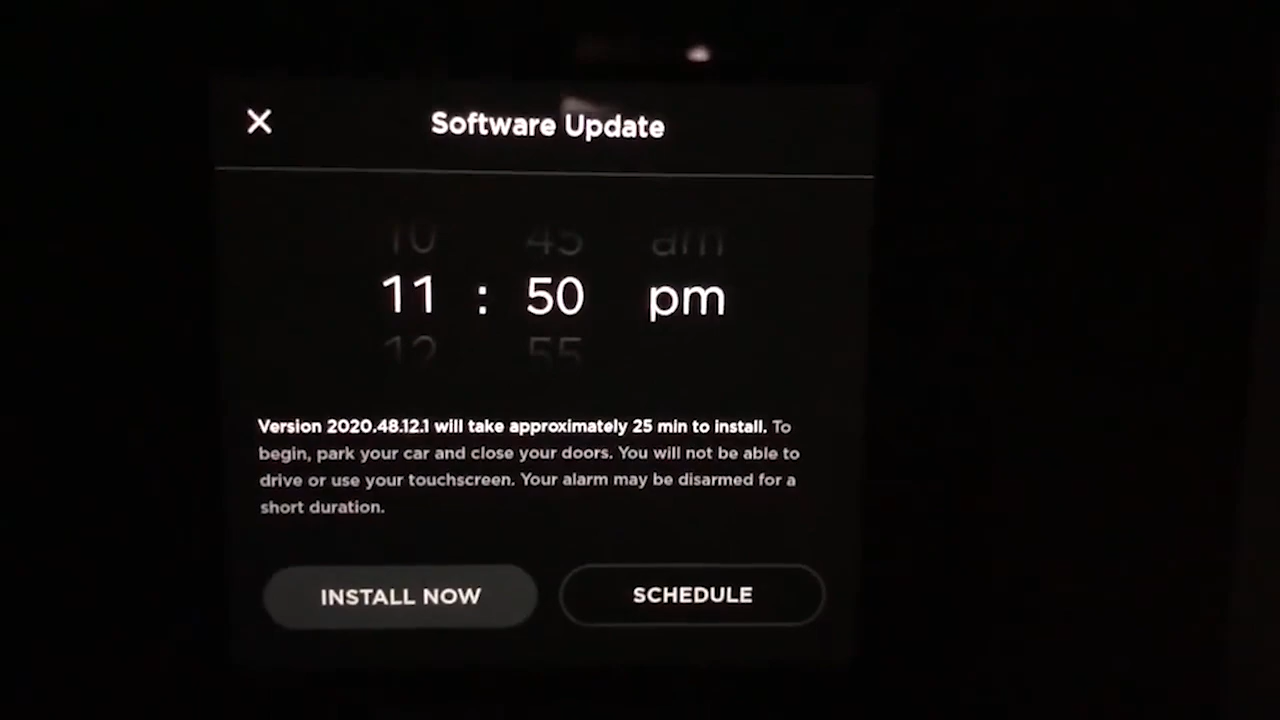 Software Update
10 45 am
11 : 50 pm
12 55
Version 2020.48.12.1 will take approximately 25 min to install. To
begin, park your car and close your doors. You will not be able to
drive or use your touchscreen. Your alarm may be disarmed for a
short duration.
INSTALL NOW
SCHEDULE